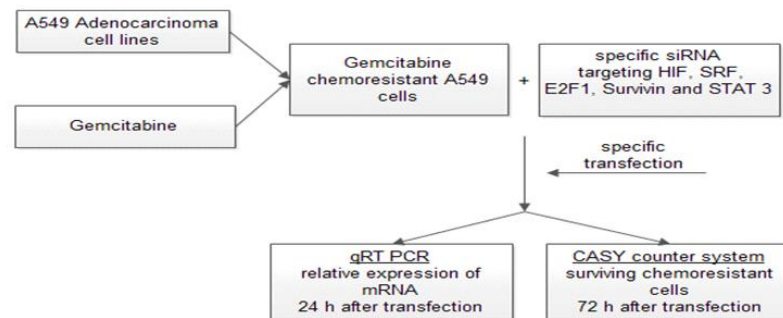 A549 Adenocarcinoma
cell lines
Gemcitabine
Gemcitabine
chemoresistant A549
cells
+
specific siRNA
targeting HIF, SRF,
E2F1, Survivin and STAT 3
specific
transfection
qRT PCR
relative expression of
mRNA
24 h after transfection
CASY counter system
surviving chemoresistant
cells
72 h after transfection